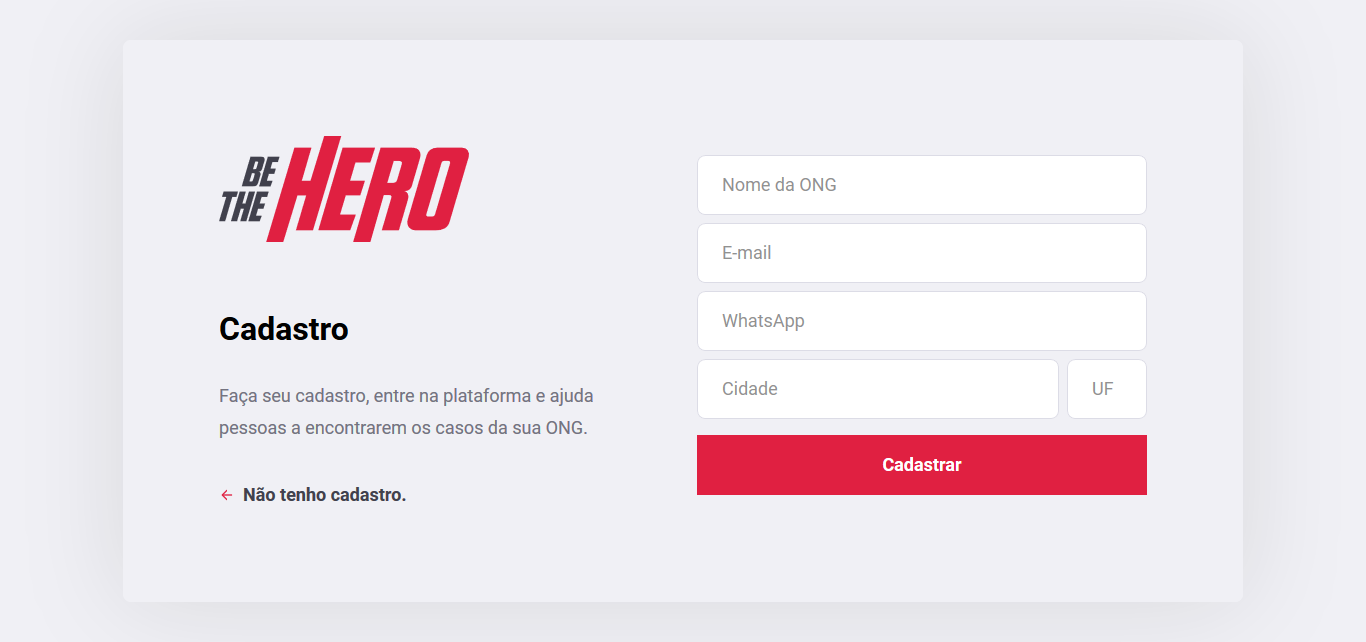 BE
THE
HERO
Cadastro
Faça seu cadastro, entre na plataforma e ajuda
pessoas a encontrarem os casos da sua ONG.
← Não tenho cadastro.
Nome da ONG
E-mail
WhatsApp
Cidade
UF
Cadastrar